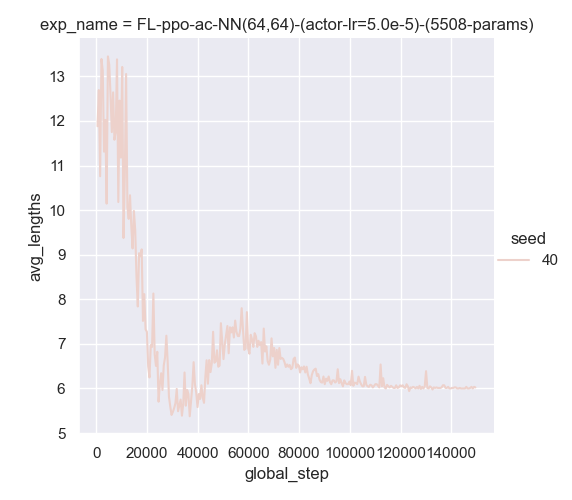 exp_name = FL-ppo-ac-NN(64,64)-(actor-lr=5.0e-5)-(5508-params)
13
12
11
10
9
8
7
6
5
avg_lengths
0 20000 40000 60000 80000 100000 120000 140000
global_step
seed
40